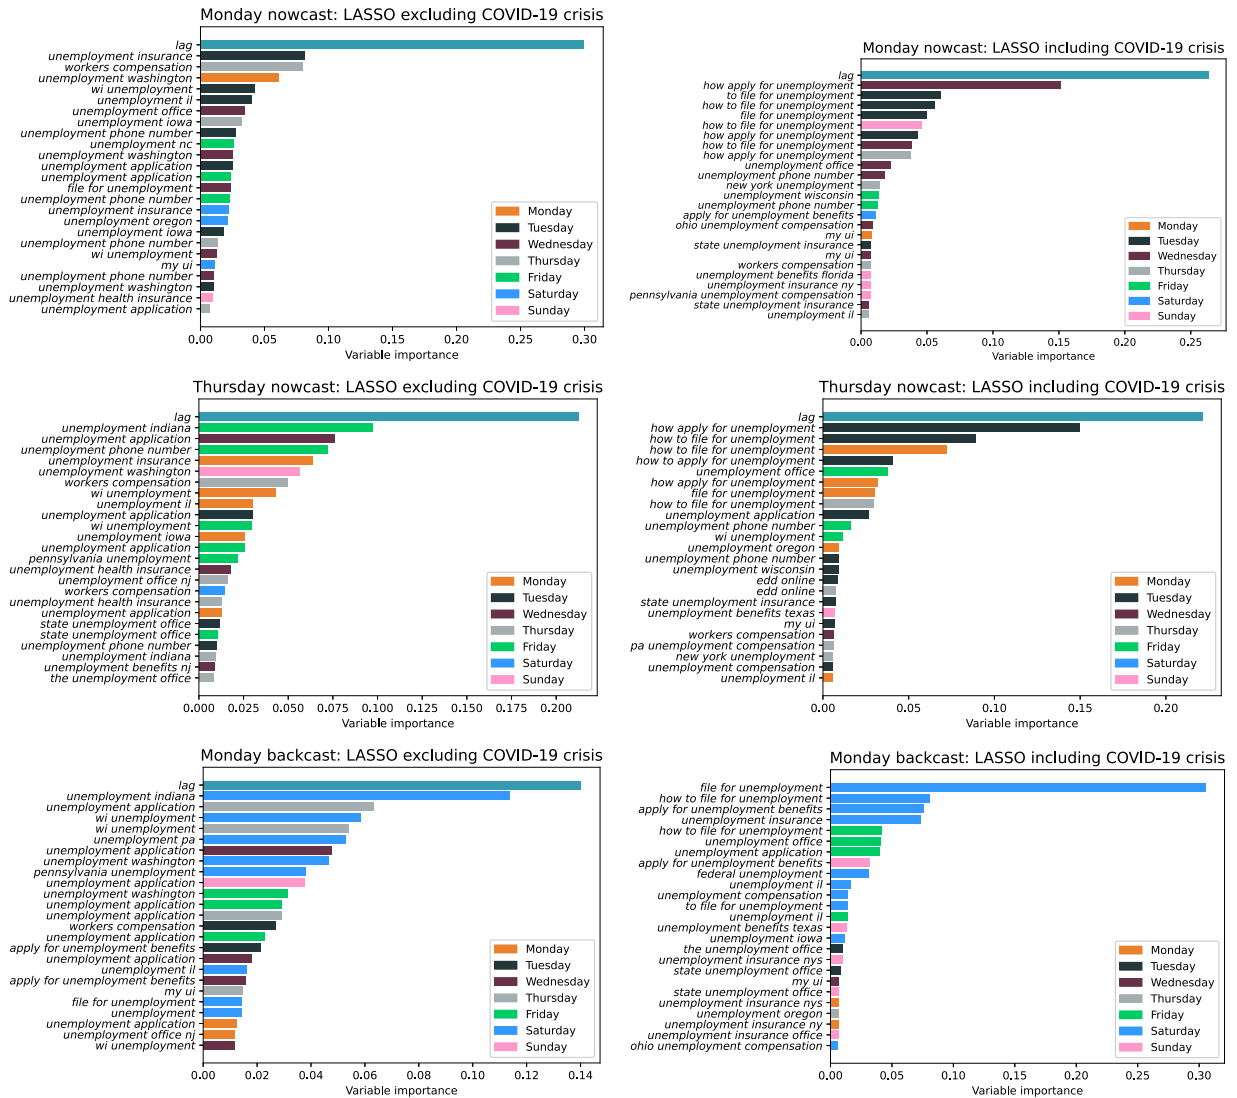 Monday nowcast: LASSO excluding COVID-19 crisis
lag
unemployment insurance
workers compensation
unemployment washington
wi unemployment
unemployment il
unemployment office
unemployment iowa
unemployment phone number
unemployment nc
unemployment washington
unemployment application
unemployment application
file for unemployment
unemployment phone number
unemployment insurance
unemployment oregon
unemployment iowa
unemployment phone number
wi unemployment
my ui
unemployment phone number
unemployment washington
unemployment health insurance
unemployment application
Monday
Tuesday
Wednesday
Thursday
Friday
Saturday
Sunday
0.00 0.05 0.10 0.15 0.20 0.25 0.30
Variable importance
Monday nowcast: LASSO including COVID-19 crisis
lag
how apply for unemployment
to file for unemployment
how to file for unemployment
file for unemployment
how to file for unemployment
how apply for unemployment
how to file for unemployment
how apply for unemployment
unemployment office
unemployment phone number
new york unemployment
unemployment wisconsin
unemployment phone number
apply for unemployment benefits
ohio unemployment compensation
my ui
state unemployment insurance
my ui
workers compensation
unemployment benefits florida
unemployment insurance ny
pennsylvania unemployment compensation
state unemployment insurance
unemployment il
Monday
Tuesday
Wednesday
Thursday
Friday
Saturday
Sunday
0.00 0.05 0.10 0.15 0.20 0.25
Variable importance
Thursday nowcast: LASSO excluding COVID-19 crisis
lag
unemployment indiana
unemployment application
unemployment phone number
unemployment insurance
unemployment washington
workers compensation
wi unemployment
unemployment il
unemployment application
wi unemployment
unemployment iowa
unemployment application
pennsylvania unemployment
unemployment health insurance
unemployment office nj
workers compensation
unemployment health insurance
unemployment application
state unemployment office
state unemployment office
unemployment phone number
unemployment indiana
unemployment benefits nj
the unemployment office
Monday
Tuesday
Wednesday
Thursday
Friday
Saturday
Sunday
0.000 0.025 0.050 0.075 0.100 0.125 0.150 0.175 0.200
Variable importance
Thursday nowcast: LASSO including COVID-19 crisis
lag
how apply for unemployment
how to file for unemployment
how to file for unemployment
how to apply for unemployment
unemployment office
how apply for unemployment
file for unemployment
how to file for unemployment
unemployment application
unemployment phone number
wi unemployment
unemployment oregon
unemployment phone number
unemployment wisconsin
edd online
edd online
state unemployment insurance
unemployment benefits texas
my ui
workers compensation
pa unemployment compensation
new york unemployment
unemployment compensation
unemployment il
Monday
Tuesday
Wednesday
Thursday
Friday
Saturday
Sunday
0.00 0.05 0.10 0.15 0.20
Variable importance
Monday backcast: LASSO excluding COVID-19 crisis
lag
unemployment indiana
unemployment application
wi unemployment
wi unemployment
unemployment pa
unemployment application
unemployment washington
pennsylvania unemployment
unemployment application
unemployment washington
unemployment application
unemployment application
workers compensation
unemployment application
apply for unemployment benefits
unemployment application
unemployment il
apply for unemployment benefits
my ui
file for unemployment
unemployment
unemployment application
unemployment office nj
wi unemployment
Monday
Tuesday
Wednesday
Thursday
Friday
Saturday
Sunday
0.00 0.02 0.04 0.06 0.08 0.10 0.12 0.14
Variable importance
Monday backcast: LASSO including COVID-19 crisis
file for unemployment
how to file for unemployment
apply for unemployment benefits
unemployment insurance
how to file for unemployment
unemployment office
unemployment application
apply for unemployment benefits
federal unemployment
unemployment il
unemployment compensation
to file for unemployment
unemployment il
unemployment benefits texas
unemployment iowa
the unemployment office
unemployment insurance nys
state unemployment office
my ui
state unemployment office
unemployment insurance nys
unemployment oregon
unemployment insurance ny
unemployment insurance office
ohio unemployment compensation
Monday
Tuesday
Wednesday
Thursday
Friday
Saturday
Sunday
0.00 0.05 0.10 0.15 0.20 0.25 0.30
Variable importance